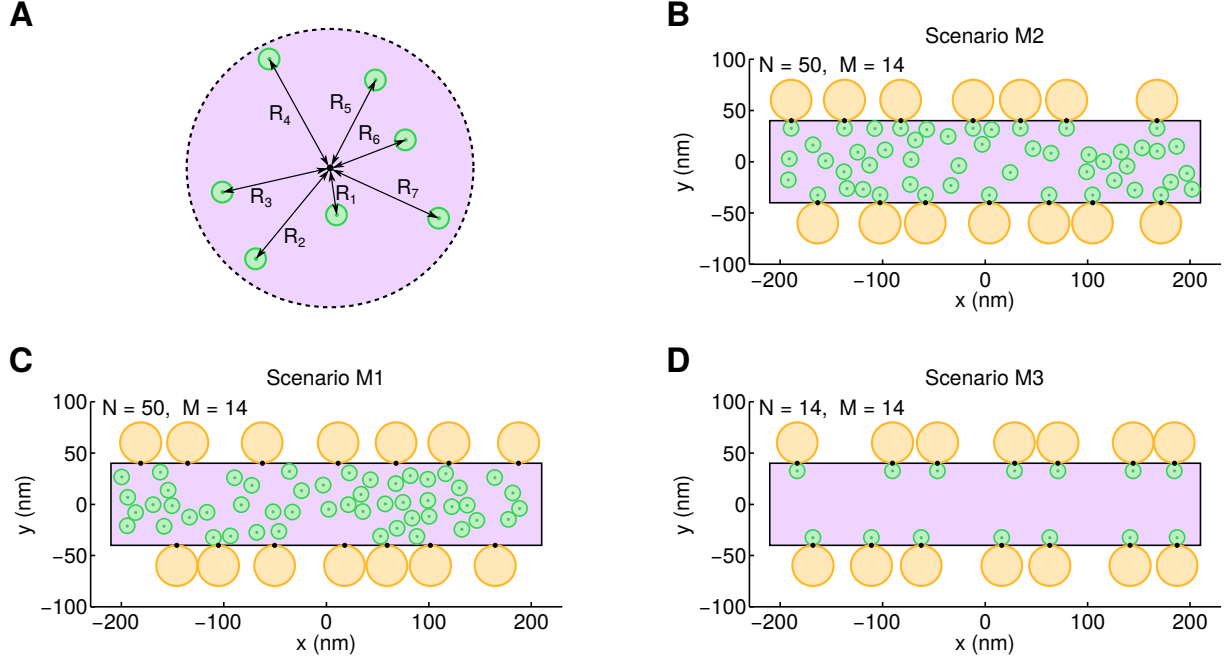 A
R₄
R₅
R₆
R₃
R₁
R₇
R₂
B
Scenario M2
N = 50, M = 14
100
50
0
−50
−100
y (nm)
−200
−100
0
100
200
x (nm)
C
Scenario M1
N = 50, M = 14
100
50
0
−50
−100
y (nm)
−200
−100
0
100
200
x (nm)
D
Scenario M3
N = 14, M = 14
100
50
0
−50
−100
y (nm)
−200
−100
0
100
200
x (nm)